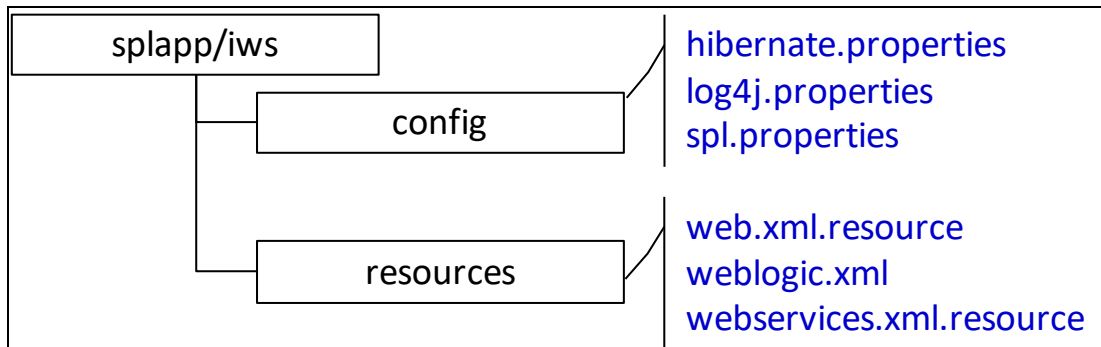 splapp/iws
config
hibernate.properties
log4j.properties
spl.properties
resources
web.xml.resource
weblogic.xml
webservices.xml.resource